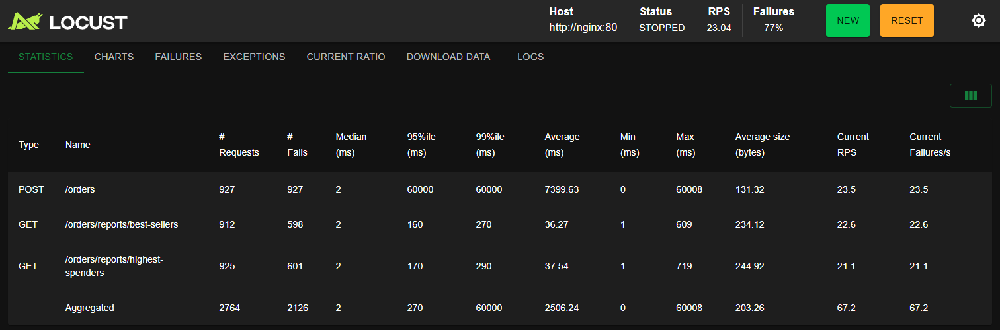 LOCUST
Host Status RPS Failures
http://nginx:80 STOPPED 23.04 77%
NEW RESET
STATISTICS CHARTS FAILURES EXCEPTIONS CURRENT RATIO DOWNLOAD DATA LOGS
Type Name # Requests # Fails Median (ms) 95%ile (ms) 99%ile (ms) Average (ms) Min (ms) Max (ms) Average size (bytes) Current RPS Current Failures/s
POST /orders 927 927 2 60000 60000 7399.63 0 60008 131.32 23.5 23.5
GET /orders/reports/best-sellers 912 598 2 160 270 36.27 1 609 234.12 22.6 22.6
GET /orders/reports/highest-spenders 925 601 2 170 290 37.54 1 719 244.92 21.1 21.1
Aggregated 2764 2126 2 270 60000 2506.24 0 60008 203.26 67.2 67.2